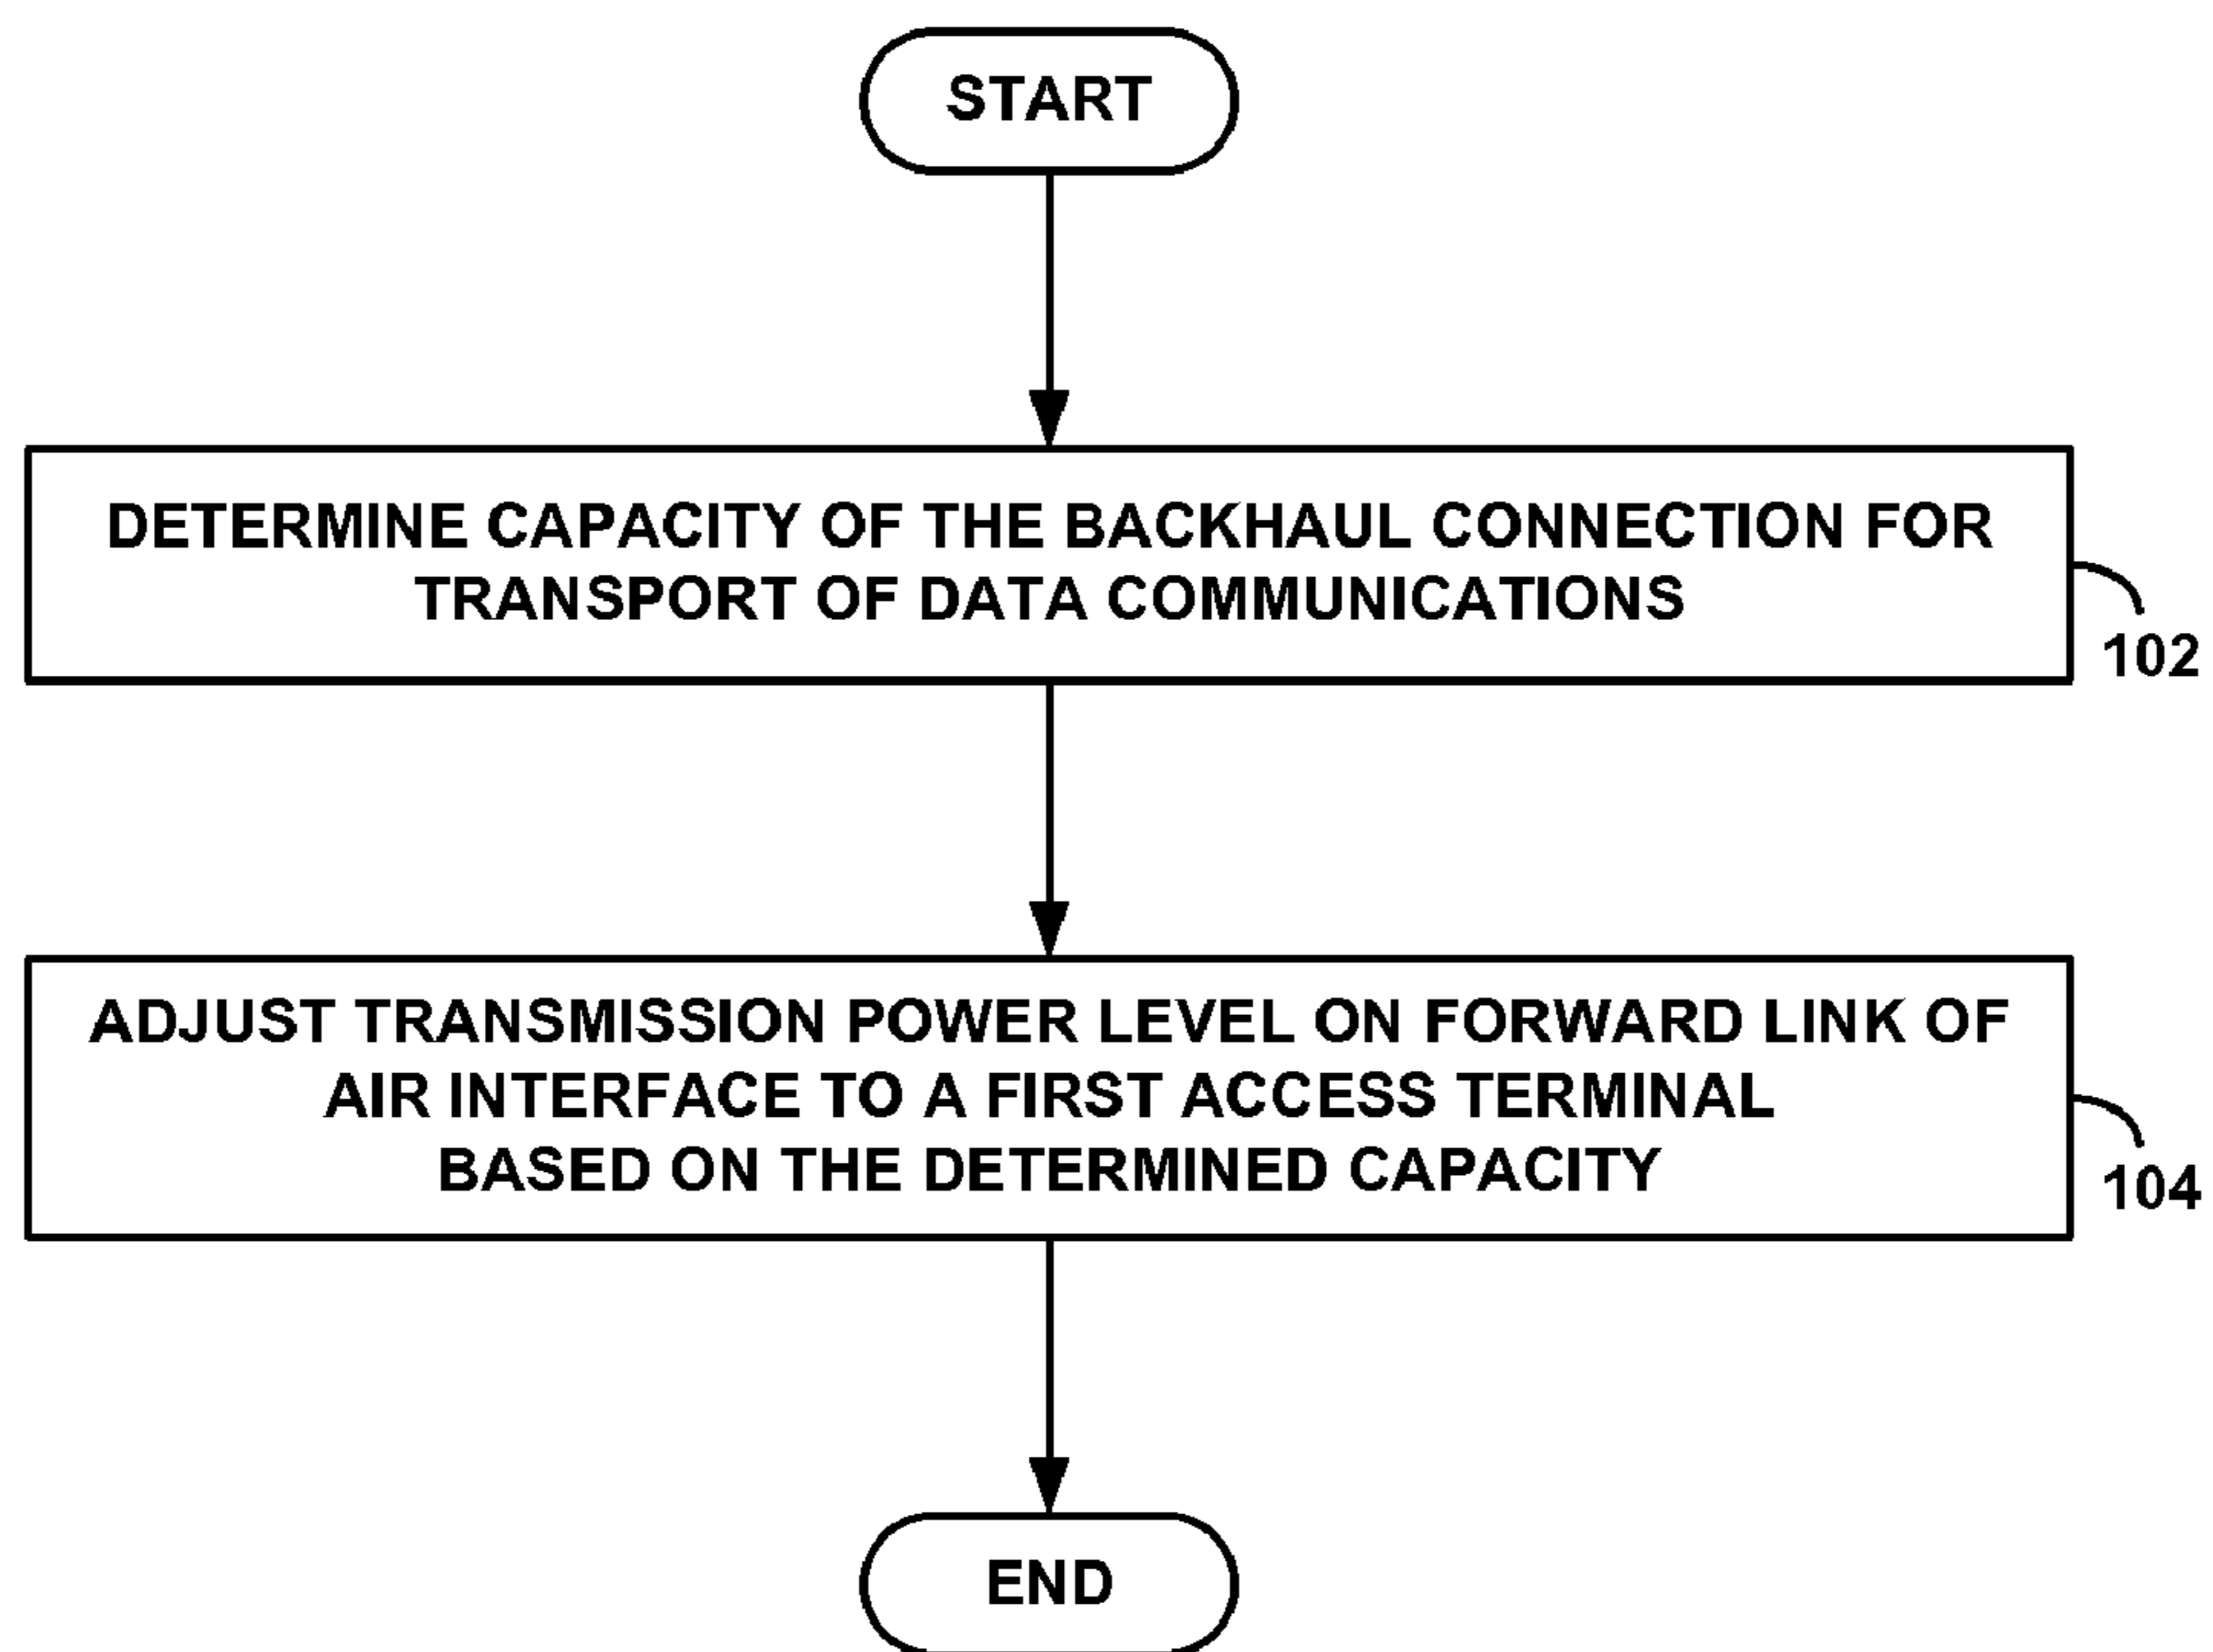 START
DETERMINE CAPACITY OF THE BACKHAUL CONNECTION FOR
TRANSPORT OF DATA COMMUNICATIONS
102
ADJUST TRANSMISSION POWER LEVEL ON FORWARD LINK OF
AIR INTERFACE TO A FIRST ACCESS TERMINAL
BASED ON THE DETERMINED CAPACITY
104
END